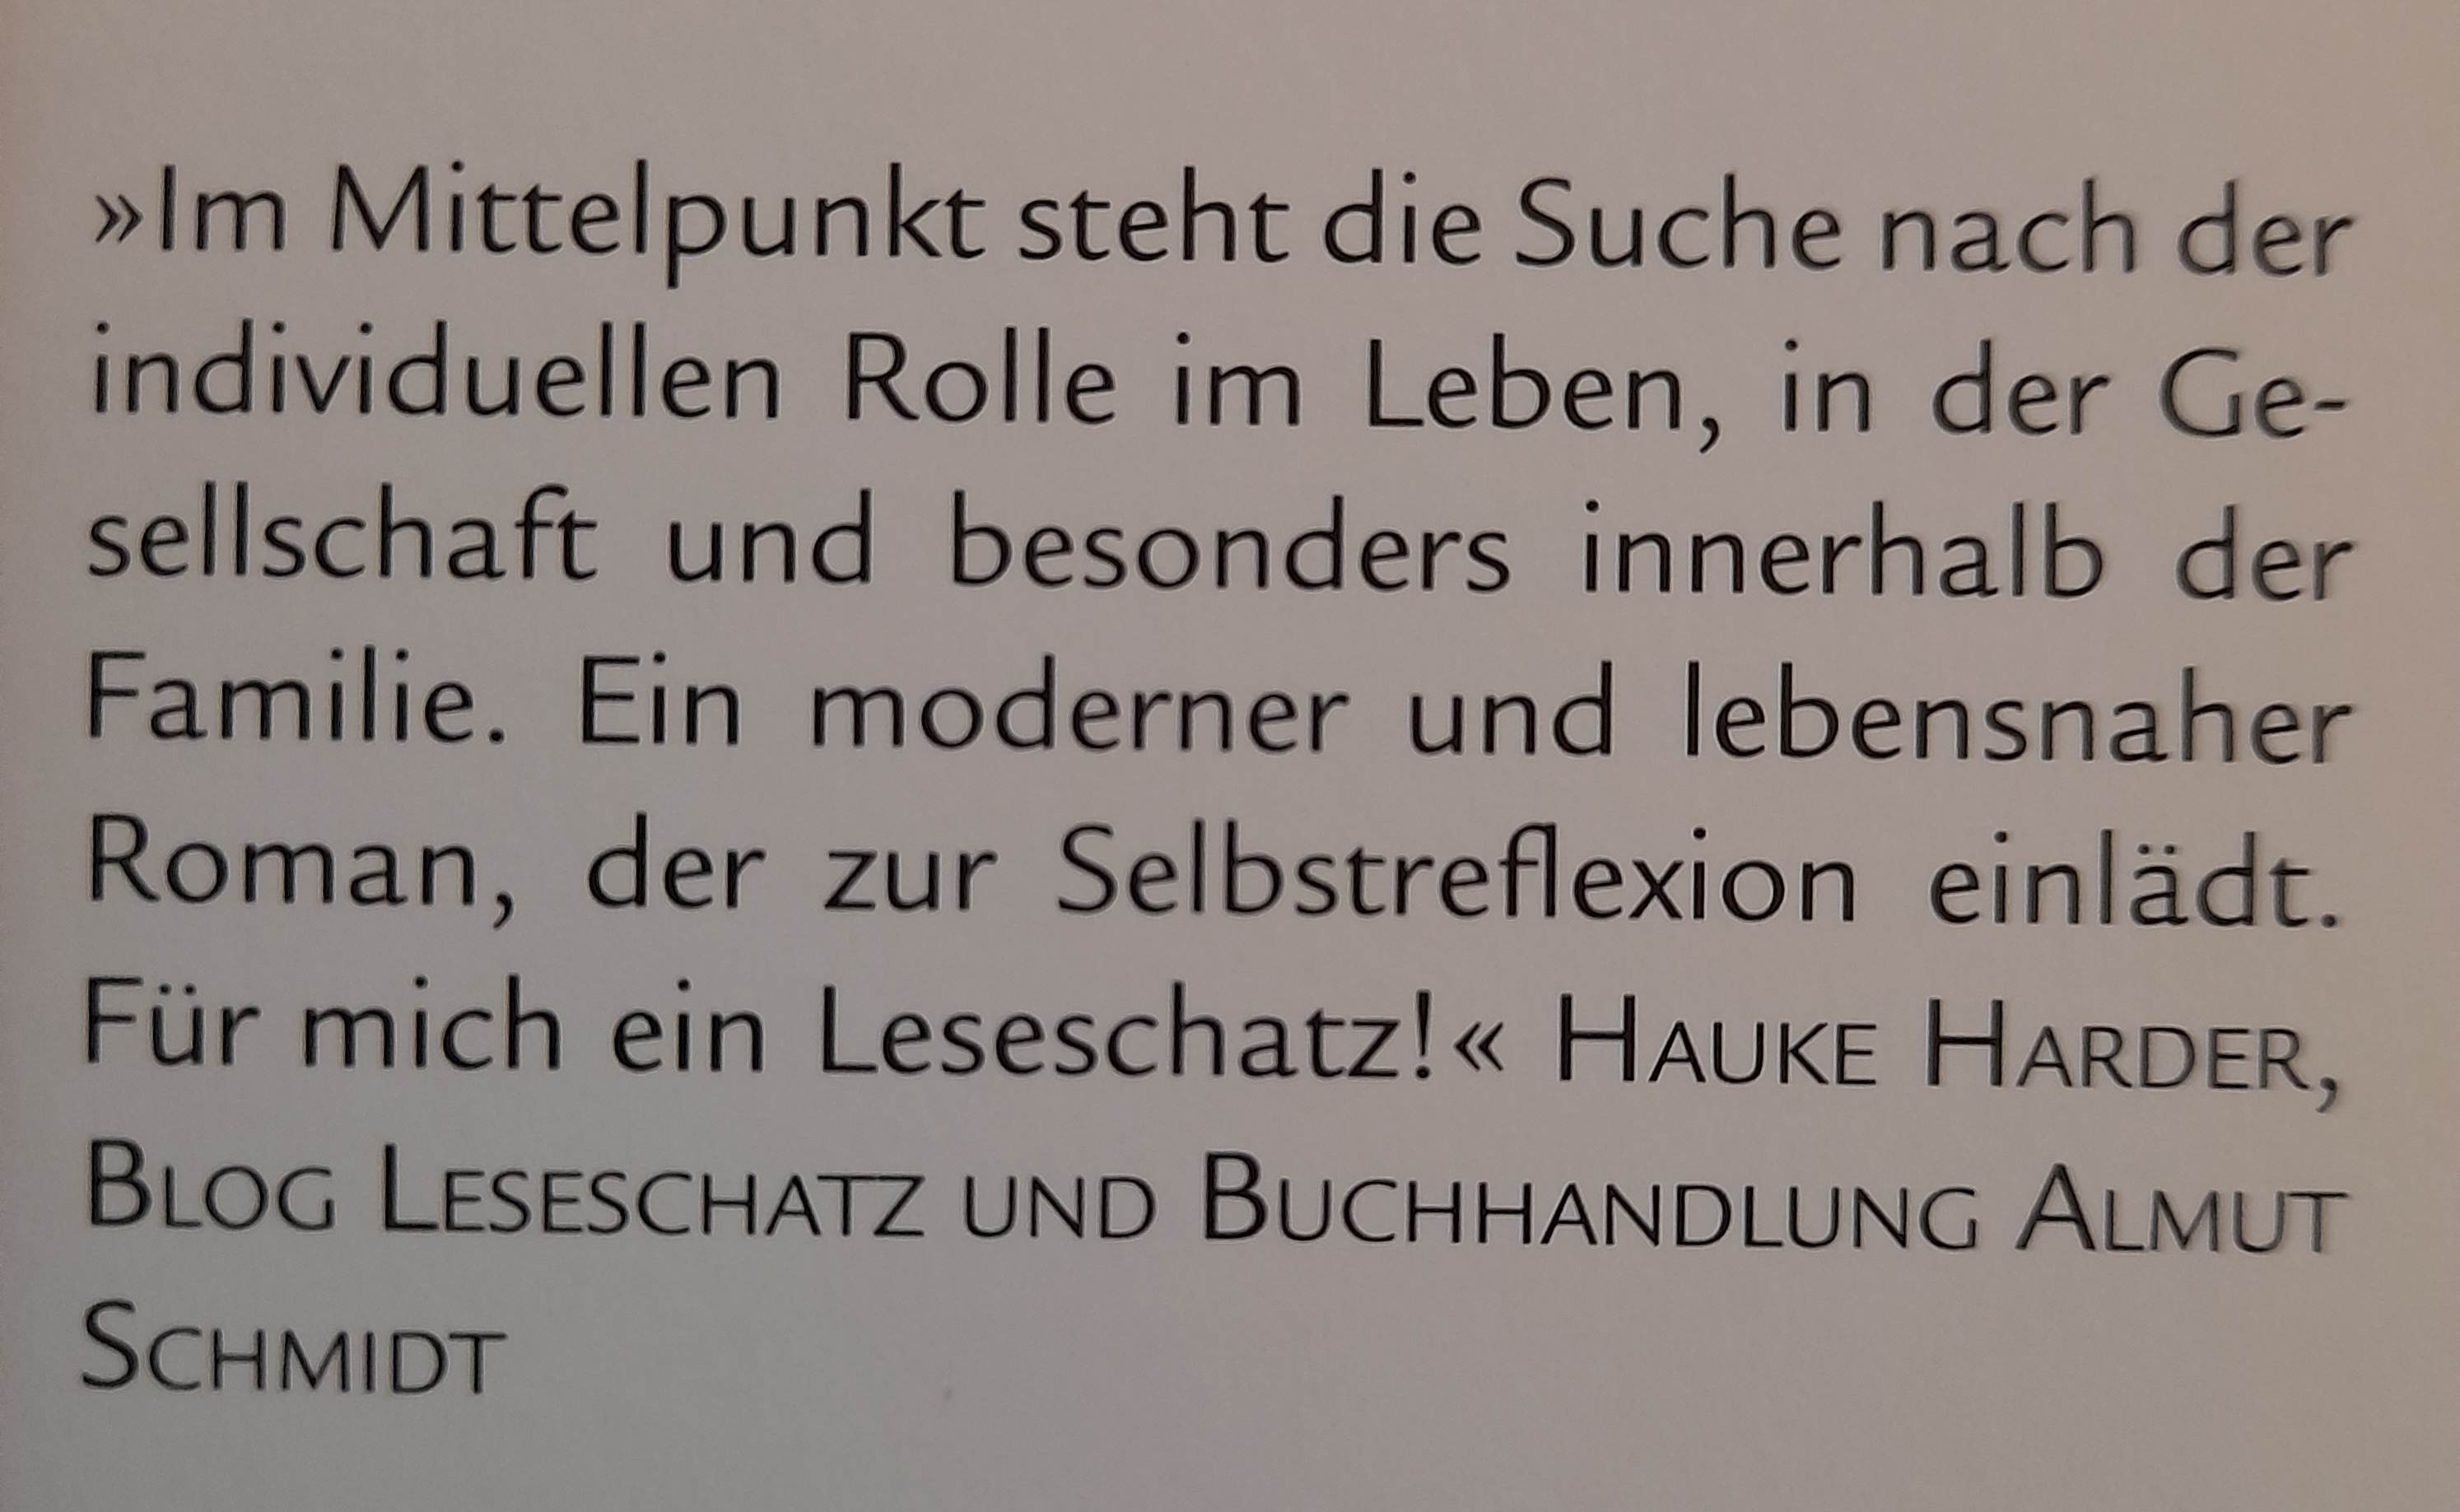 »Im Mittelpunkt steht die Suche nach der
individuellen Rolle im Leben, in der Ge-
sellschaft und besonders innerhalb der
Familie. Ein moderner und lebensnaher
Roman, der zur Selbstreflexion einlädt.
Für mich ein Leseschatz!« HAUKE HARDER,
BLOG LESESCHATZ UND BUCHHANDLUNG ALMUT
SCHMIDT